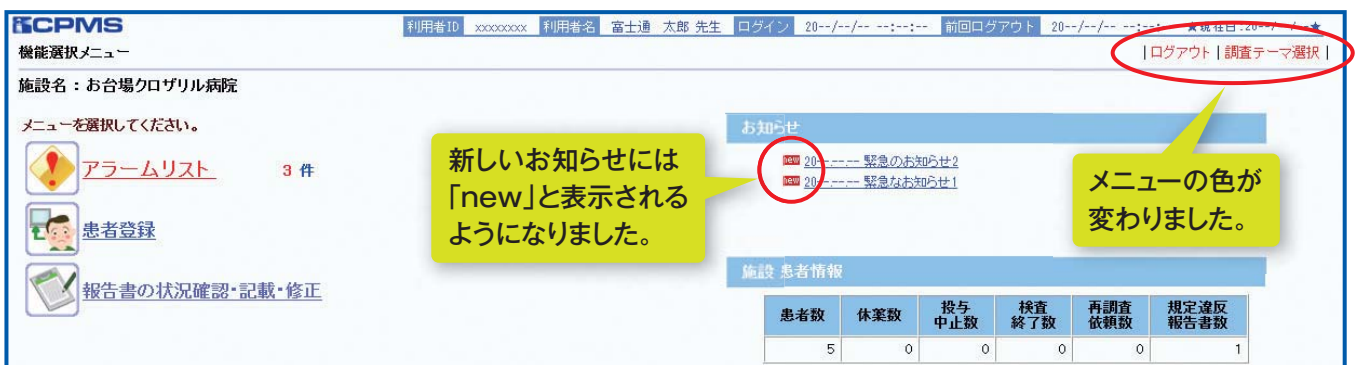 CPMS
利用者ID xxxxxxxx 利用者名 富士通 太郎 先生 ログイン 20--/--/-- --:--:-- 前回ログアウト 20--/--/-- --:--:-- ★現在日:20--/--/--★
機能選択メニュー
|ログアウト|調査テーマ選択|
施設名：お台場クロザリル病院
メニューを選択してください。
アラームリスト 3 件
患者登録
報告書の状況確認・記載・修正
新しいお知らせには
「new」と表示される
ようになりました。
お知らせ
new 20--.--.-- 緊急のお知らせ2
new 20--.--.-- 緊急なお知らせ1
メニューの色が
変わりました。
施設 患者情報
患者数 休薬数 投与中止数 検査終了数 再調査依頼数 規定違反報告書数
5 0 0 0 0 1